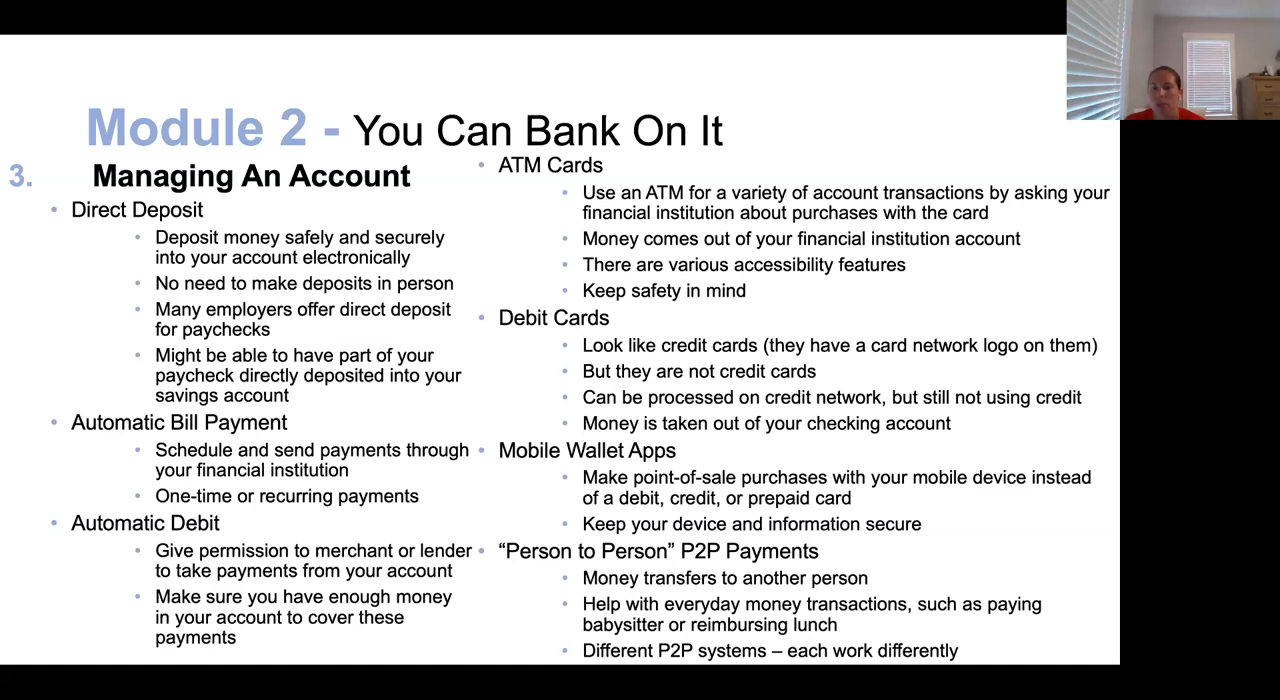 Module 2 - You Can Bank On It
3. Managing An Account
• Direct Deposit
• Deposit money safely and securely
into your account electronically
• No need to make deposits in person
• Many employers offer direct deposit
for paychecks
• Might be able to have part of your
paycheck directly deposited into your
savings account
• Automatic Bill Payment
• Schedule and send payments through
your financial institution
• One-time or recurring payments
• Automatic Debit
• Give permission to merchant or lender
to take payments from your account
• Make sure you have enough money
in your account to cover these
payments
• ATM Cards
• Use an ATM for a variety of account transactions by asking your
financial institution about purchases with the card
• Money comes out of your financial institution account
• There are various accessibility features
• Keep safety in mind
• Debit Cards
• Look like credit cards (they have a card network logo on them)
• But they are not credit cards
• Can be processed on credit network, but still not using credit
• Money is taken out of your checking account
• Mobile Wallet Apps
• Make point-of-sale purchases with your mobile device instead
of a debit, credit, or prepaid card
• Keep your device and information secure
• “Person to Person” P2P Payments
• Money transfers to another person
• Help with everyday money transactions, such as paying
babysitter or reimbursing lunch
• Different P2P systems – each work differently